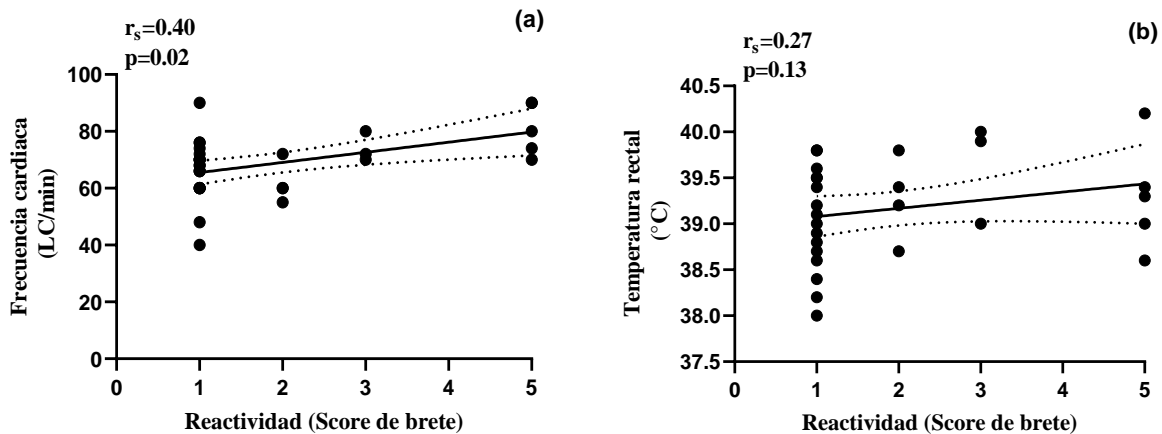 (a)
rs=0.40
p=0.02
100
80
60
40
20
0
0 1 2 3 4 5
Frecuencia cardiaca
(LC/min)
Reactividad (Score de brete)
(b)
rs=0.27
p=0.13
40.5
40.0
39.5
39.0
38.5
38.0
37.5
0 1 2 3 4 5
Temperatura rectal
(°C)
Reactividad (Score de brete)